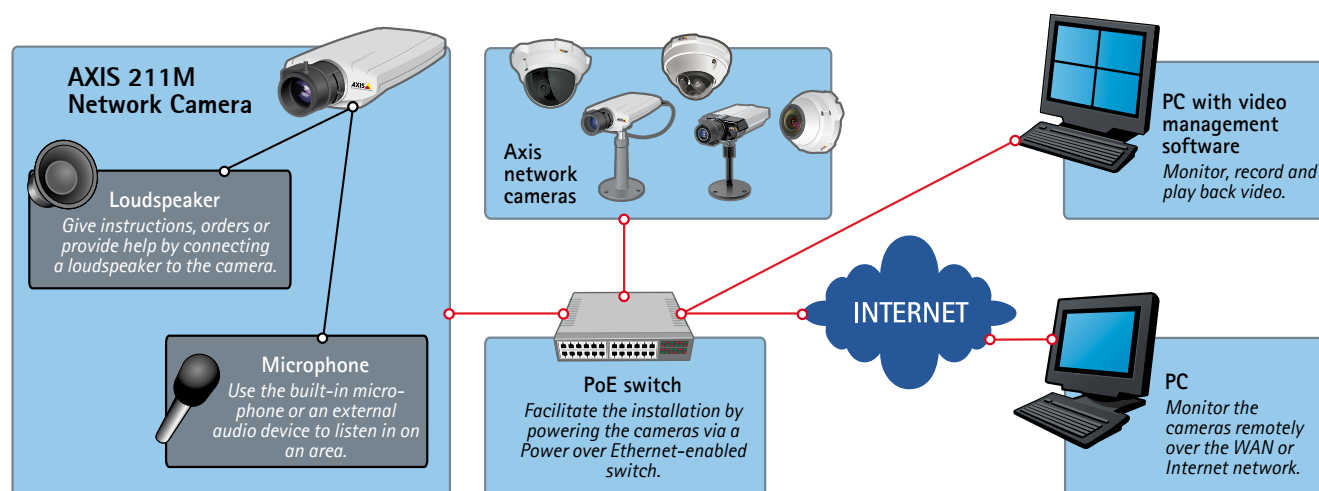 AXIS 211M
Network Camera
AXIS
Loudspeaker
Give instructions, orders or
provide help by connecting
a loudspeaker to the camera.
Microphone
Use the built-in micro-
phone or an external
audio device to listen in on
an area.
Axis
network
cameras
PoE switch
Facilitate the installation by
powering the cameras via a
Power over Ethernet-enabled
switch.
INTERNET
PC with video
management
software
Monitor, record and
play back video.
PC
Monitor the
cameras remotely
over the WAN or
Internet network.